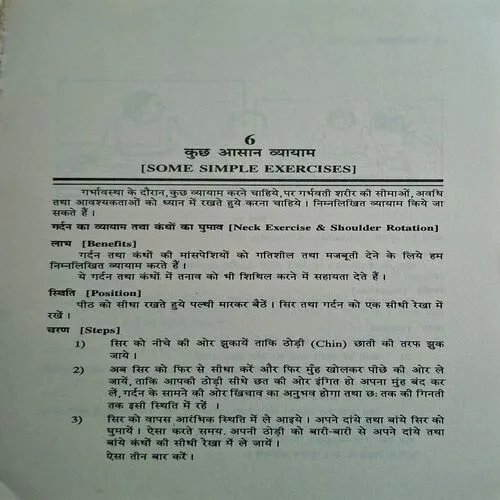 6
कुछ आसान व्यायाम
[SOME SIMPLE EXERCISES]
गर्भावस्था के दौरान, कुछ व्यायाम करने चाहिये, पर गर्भवती शरीर की सीमाओं, अवधि
तथा आवश्यकताओं को ध्यान में रखते हुये करना चाहिये । निम्नलिखित व्यायाम किये जा
सकते हैं ।
गर्दन का व्यायाम तथा कंधों का घुमाव [Neck Exercise & Shoulder Rotation]
लाभ [Benefits]
गर्दन तथा कंधों की मांसपेशियों को गतिशील तथा मजबूती देने के लिये हम
निम्नलिखित व्यायाम करते हैं ।
ये गर्दन तथा कंधों में तनाव को भी शिथिल करने में सहायता देते हैं ।
स्थिति [Position]
पीठ को सीधा रखते हुये पल्थी मारकर बैठें । सिर तथा गर्दन को एक सीधी रेखा में
रखें ।
चरण [Steps]
1) सिर को नीचे की ओर झुकायें ताकि ठोड़ी (Chin) छाती की तरफ झुक
जाये ।
2) अब सिर को फिर से सीधा करें और फिर मुँह खोलकर पीछे की ओर ले
जायें, ताकि आपकी ठोड़ी सीधे छत की ओर इंगित हो अपना मुंह बंद कर
लें, गर्दन के सामने की ओर खिंचाव का अनुभव होगा तथा छः तक की गिनती
तक इसी स्थिति में रहें ।
3) सिर को वापस आरंभिक स्थिति में ले आइये । अपने दांये तथा बांये सिर को
घुमायें । ऐसा करते समय, अपनी ठोड़ी को बारी-बारी से अपने दांये तथा
बांये कंधों की सीधी रेखा में ले जायें ।
ऐसा तीन बार करें ।